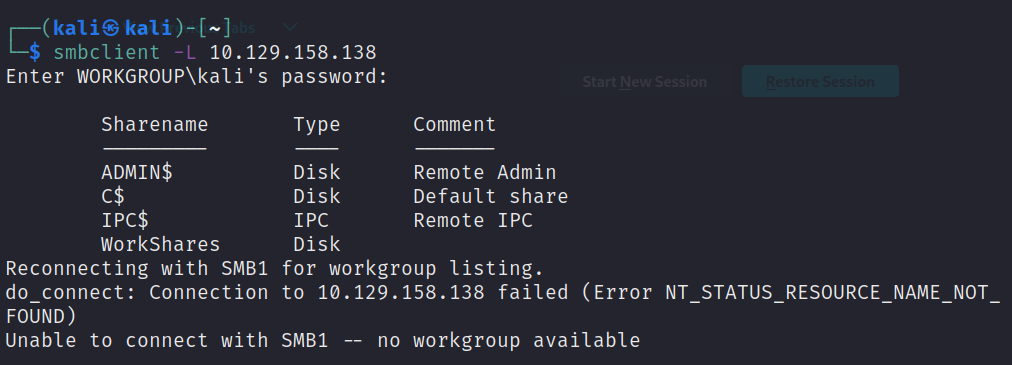 (kali㉿kali)-[~]
$ smbclient -L 10.129.158.138
Enter WORKGROUP\kali's password:
Start New Session
Restore Session
Sharename Type Comment
--------- ---- -------
ADMIN$ Disk Remote Admin
C$ Disk Default share
IPC$ IPC Remote IPC
WorkShares Disk
Reconnecting with SMB1 for workgroup listing.
do_connect: Connection to 10.129.158.138 failed (Error NT_STATUS_RESOURCE_NAME_NOT_
FOUND)
Unable to connect with SMB1 -- no workgroup available